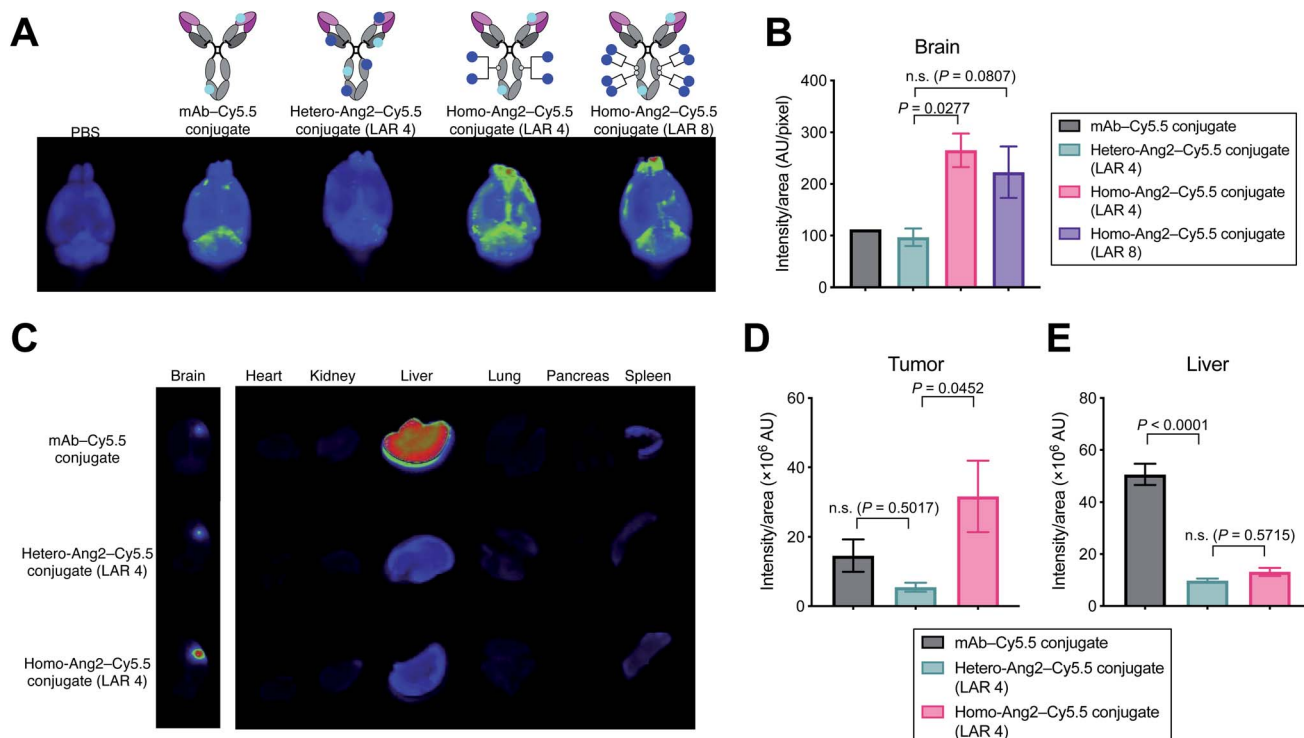 A
PBS
mAb–Cy5.5
conjugate
Hetero-Ang2–Cy5.5
conjugate (LAR 4)
Homo-Ang2–Cy5.5
conjugate (LAR 4)
Homo-Ang2–Cy5.5
conjugate (LAR 8)
B
Brain
Intensity/area (AU/pixel)
400
300
200
100
0
n.s. (P = 0.0807)
P = 0.0277
mAb–Cy5.5 conjugate
Hetero-Ang2–Cy5.5 conjugate
(LAR 4)
Homo-Ang2–Cy5.5 conjugate
(LAR 4)
Homo-Ang2–Cy5.5 conjugate
(LAR 8)
C
Brain Heart Kidney Liver Lung Pancreas Spleen
mAb–Cy5.5
conjugate
Hetero-Ang2–Cy5.5
conjugate (LAR 4)
Homo-Ang2–Cy5.5
conjugate (LAR 4)
D
Tumor
Intensity/area (×10⁶ AU)
60
40
20
0
P = 0.0452
n.s. (P = 0.5017)
E
Liver
Intensity/area (×10⁶ AU)
80
60
40
20
0
P < 0.0001
n.s. (P = 0.5715)
mAb–Cy5.5 conjugate
Hetero-Ang2–Cy5.5 conjugate
(LAR 4)
Homo-Ang2–Cy5.5 conjugate
(LAR 4)